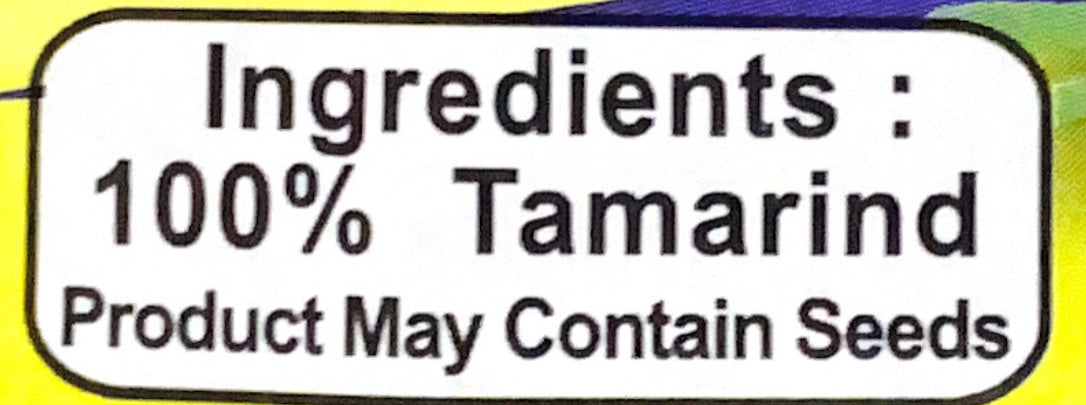 Ingredients :
100% Tamarind
Product May Contain Seeds